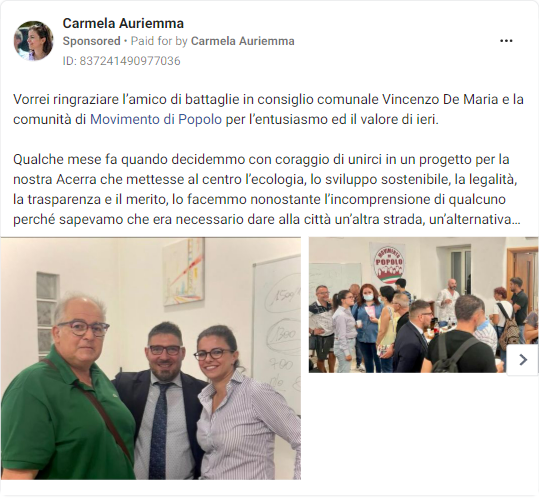 Carmela Auriemma
Sponsored • Paid for by Carmela Auriemma
ID: 837241490977036
Vorrei ringraziare l'amico di battaglie in consiglio comunale Vincenzo De Maria e la
comunità di Movimento di Popolo per l'entusiasmo ed il valore di ieri.
Qualche mese fa quando decidemmo con coraggio di unirci in un progetto per la
nostra Acerra che mettesse al centro l'ecologia, lo sviluppo sostenibile, la legalità,
la trasparenza e il merito, lo facemmo nonostante l'incomprensione di qualcuno
perché sapevamo che era necessario dare alla città un'altra strada, un'alternativa...
MOVIMENTO
DI
POPOLO